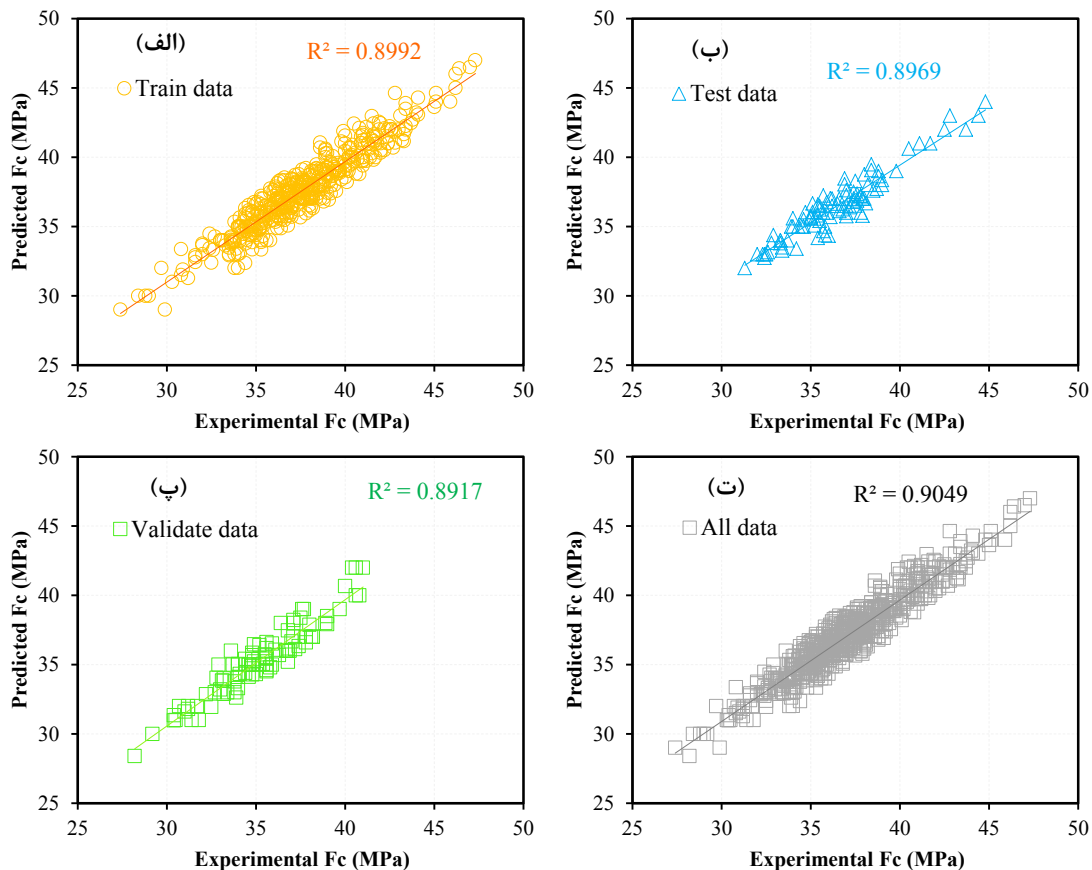 (الف)
R² = 0.8992
Train data
Predicted Fc (MPa)
50
45
40
35
30
25
25 30 35 40 45 50
Experimental Fc (MPa)
(ب)
R² = 0.8969
Test data
Predicted Fc (MPa)
50
45
40
35
30
25
25 30 35 40 45 50
Experimental Fc (MPa)
(پ)
R² = 0.8917
Validate data
Predicted Fc (MPa)
50
45
40
35
30
25
25 30 35 40 45 50
Experimental Fc (MPa)
(ت)
R² = 0.9049
All data
Predicted Fc (MPa)
50
45
40
35
30
25
25 30 35 40 45 50
Experimental Fc (MPa)